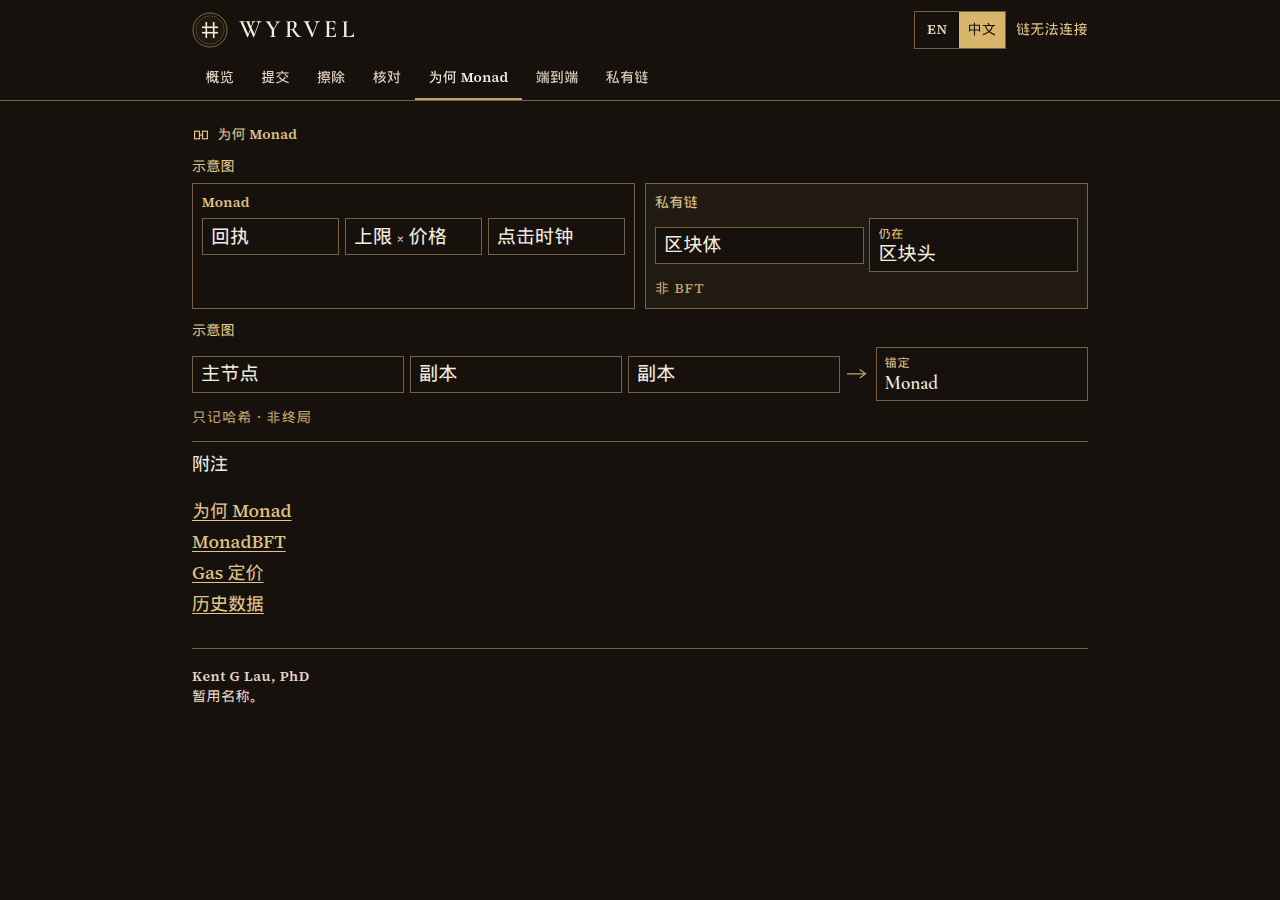 WYRVEL
EN 中文 链无法连接
概览 提交 擦除 核对 为何 Monad 端到端 私有链
为何 Monad
示意图
Monad
回执 上限 × 价格 点击时钟
私有链
区块体
仍在
区块头
非 BFT
示意图
主节点 副本 副本 →
锚定
Monad
只记哈希 · 非终局
附注
为何 Monad
MonadBFT
Gas 定价
历史数据
Kent G Lau, PhD
暂用名称。